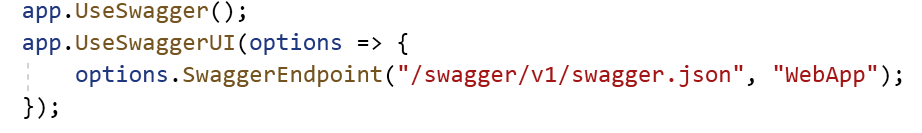 app.UseSwagger();
app.UseSwaggerUI(options => {
    options.SwaggerEndpoint("/swagger/v1/swagger.json", "WebApp");
});